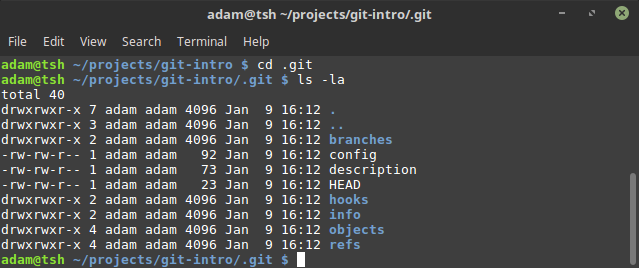 adam@tsh ~/projects/git-intro/.git
File Edit View Search Terminal Help
adam@tsh ~/projects/git-intro $ cd .git
adam@tsh ~/projects/git-intro/.git $ ls -la
total 40
drwxrwxr-x 7 adam adam 4096 Jan  9 16:12 .
drwxrwxr-x 3 adam adam 4096 Jan  9 16:12 ..
drwxrwxr-x 2 adam adam 4096 Jan  9 16:12 branches
-rw-rw-r-- 1 adam adam   92 Jan  9 16:12 config
-rw-rw-r-- 1 adam adam   73 Jan  9 16:12 description
-rw-rw-r-- 1 adam adam   23 Jan  9 16:12 HEAD
drwxrwxr-x 2 adam adam 4096 Jan  9 16:12 hooks
drwxrwxr-x 2 adam adam 4096 Jan  9 16:12 info
drwxrwxr-x 4 adam adam 4096 Jan  9 16:12 objects
drwxrwxr-x 4 adam adam 4096 Jan  9 16:12 refs
adam@tsh ~/projects/git-intro/.git $